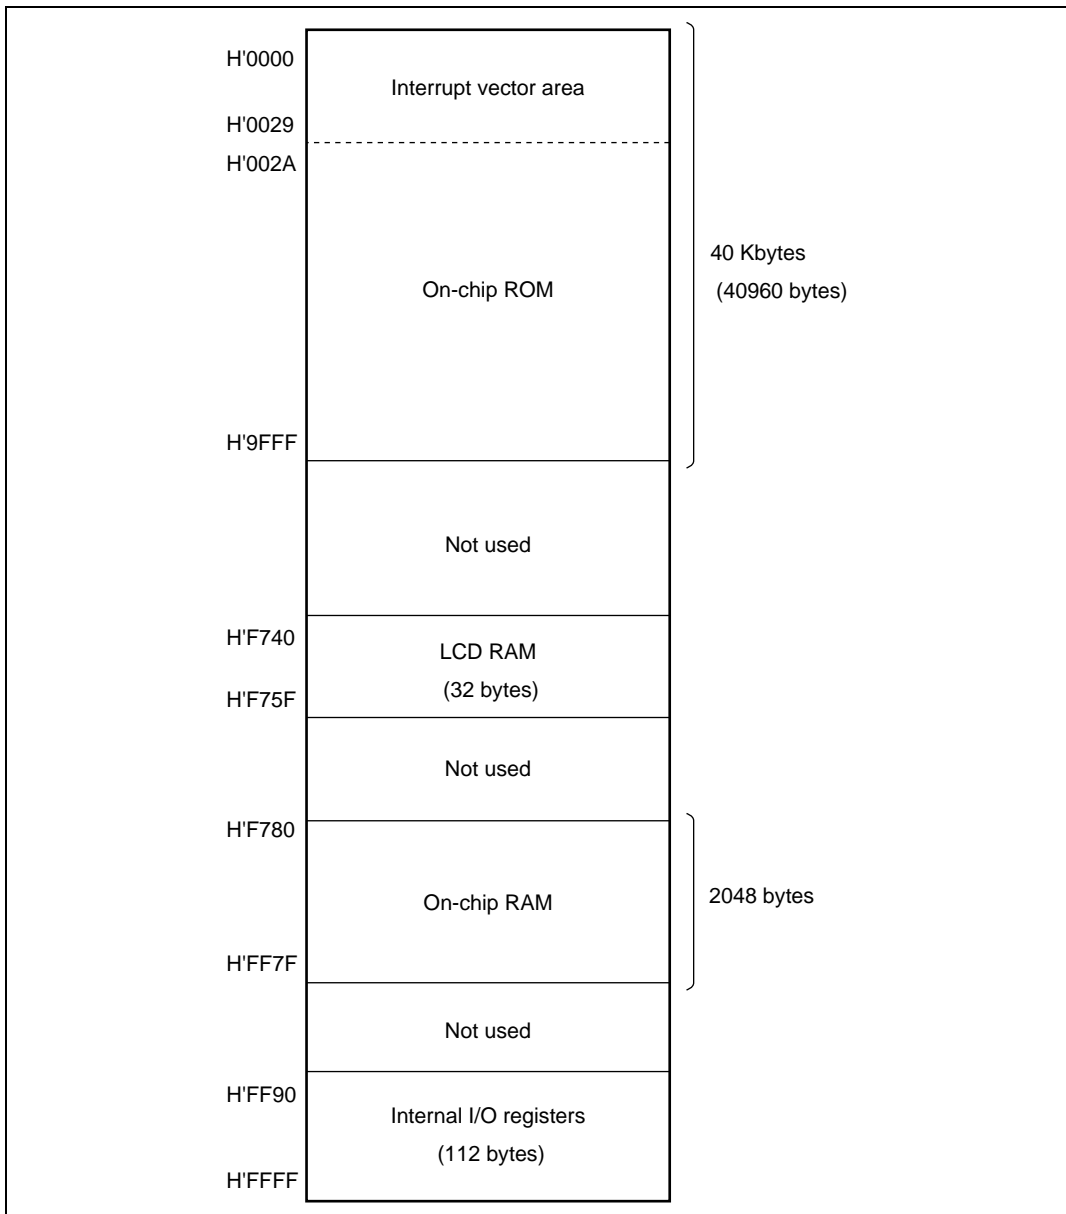 H'0000
Interrupt vector area
H'0029
H'002A
40 Kbytes
On-chip ROM
(40960 bytes)
H'9FFF
Not used
H'F740
LCD RAM
(32 bytes)
H'F75F
Not used
H'F780
On-chip RAM
2048 bytes
H'FF7F
Not used
H'FF90
Internal I/O registers
(112 bytes)
H'FFFF